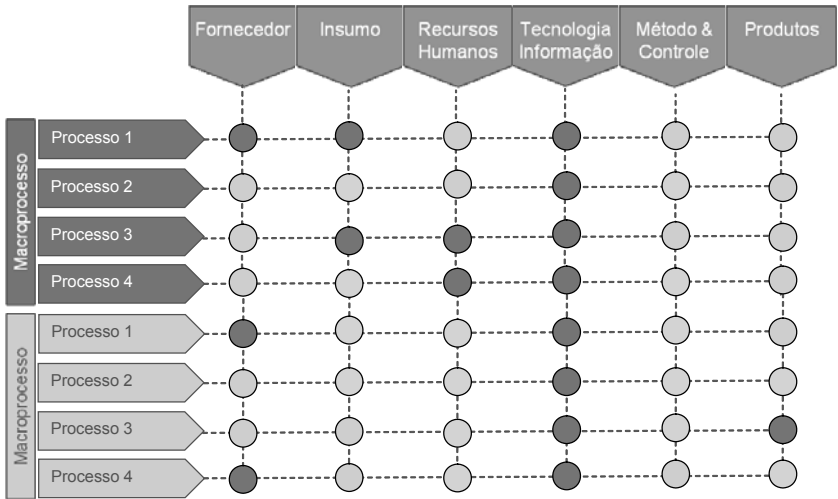 Fornecedor
Insumo
Recursos
Humanos
Tecnologia
Informação
Método &
Controle
Produtos
Macroprocesso
Processo 1
Processo 2
Processo 3
Processo 4
Macroprocesso
Processo 1
Processo 2
Processo 3
Processo 4